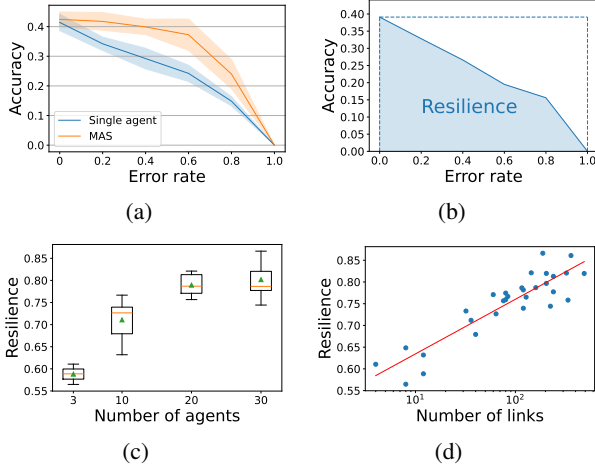 Accuracy
0.4
0.3
0.2
0.1
0.0
Single agent
MAS
0 0.2 0.4 0.6 0.8 1.0
Error rate
(a)
Accuracy
0.40
0.35
0.30
0.25
0.20
0.15
0.10
0.05
0.00
Resilience
0.0 0.2 0.4 0.6 0.8 1.0
Error rate
(b)
Resilience
0.85
0.80
0.75
0.70
0.65
0.60
0.55
3 10 20 30
Number of agents
(c)
Resilience
0.85
0.80
0.75
0.70
0.65
0.60
0.55
10¹ 10²
Number of links
(d)